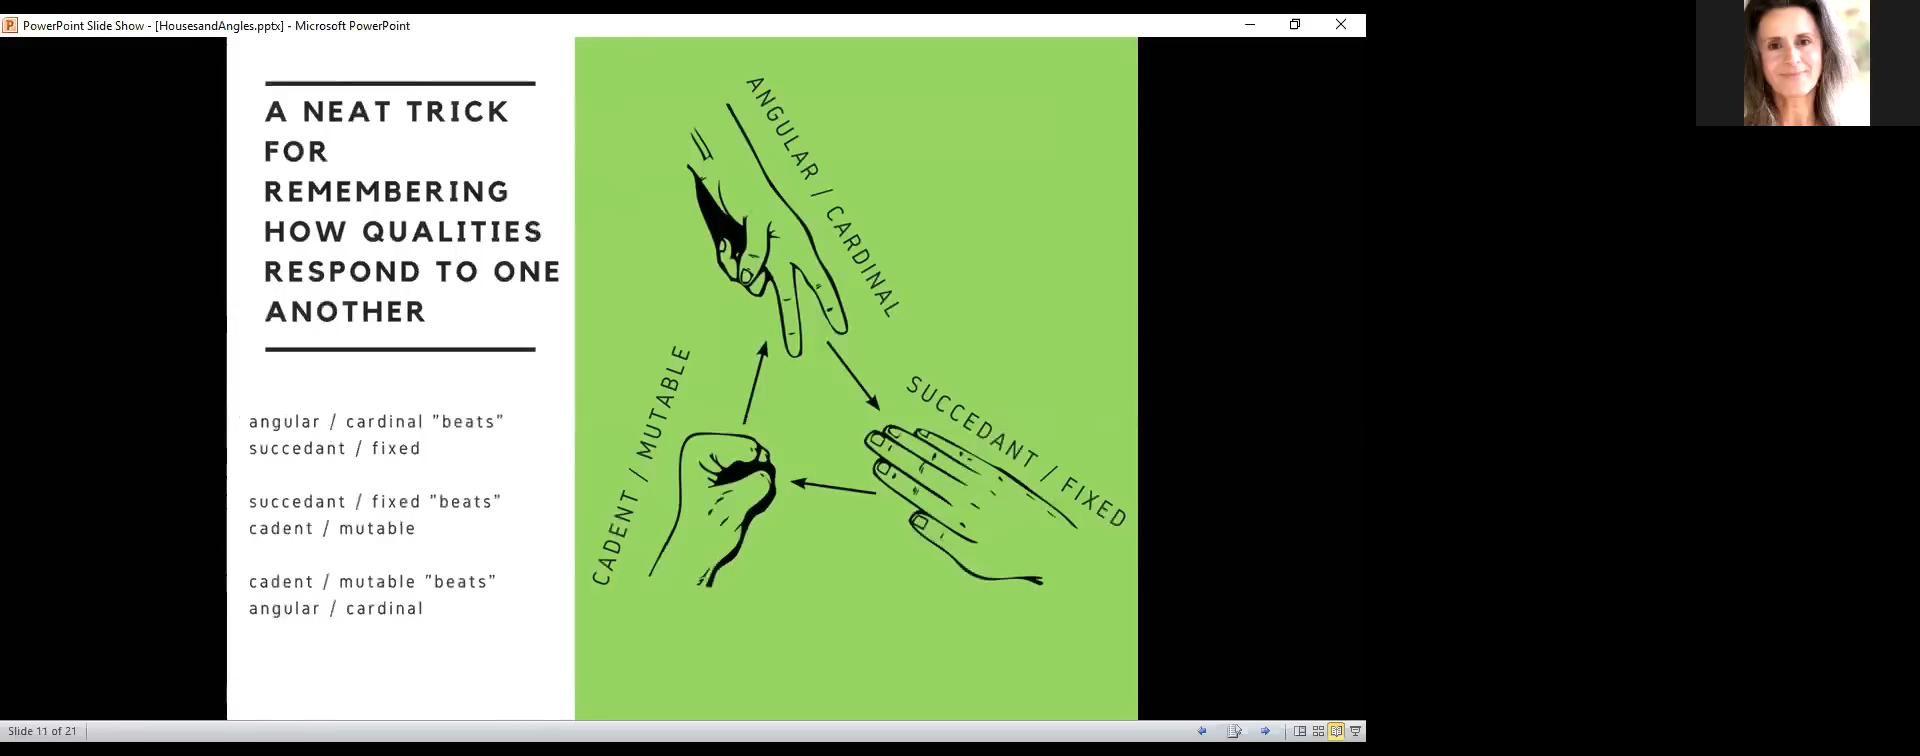 PowerPoint Slide Show - [HousesandAngles.pptx] - Microsoft PowerPoint
A NEAT TRICK
FOR
REMEMBERING
HOW QUALITIES
RESPOND TO ONE
ANOTHER
angular / cardinal "beats"
succedant / fixed
succedant / fixed "beats"
cadent / mutable
cadent / mutable "beats"
angular / cardinal
ANGULAR / CARDINAL
SUCCEDANT / FIXED
CADENT / MUTABLE
Slide 11 of 21